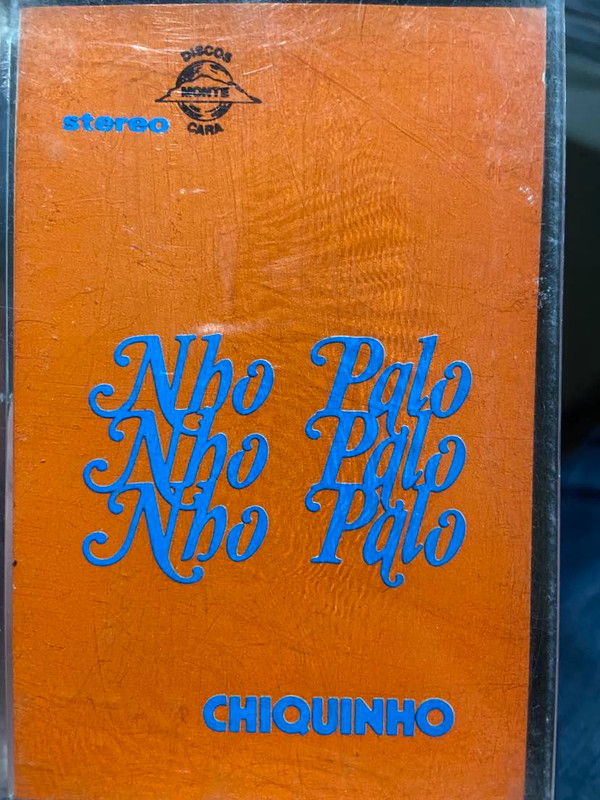 DISCOS
MONTE
CARA
stereo
Nho Palo
Nho Palo
Nho Palo
CHIQUINHO